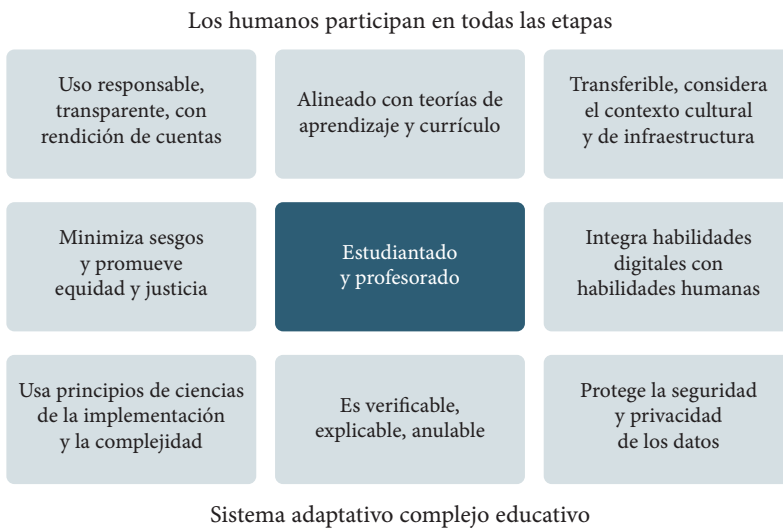 Los humanos participan en todas las etapas
Uso responsable,
transparente, con
rendición de cuentas
Alineado con teorías de
aprendizaje y currículo
Transferible, considera
el contexto cultural
y de infraestructura
Minimiza sesgos
y promueve
equidad y justicia
Estudiantado
y profesorado
Integra habilidades
digitales con
habilidades humanas
Usa principios de ciencias
de la implementación
y la complejidad
Es verificable,
explicable, anulable
Protege la seguridad
y privacidad
de los datos
Sistema adaptativo complejo educativo